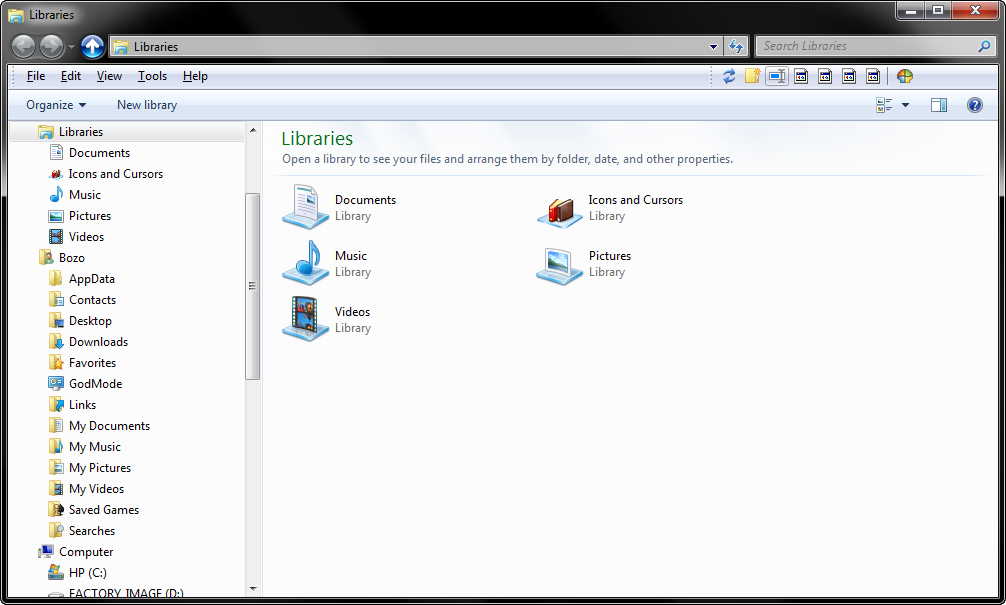 Libraries
Libraries
Search Libraries
File Edit View Tools Help
Organize New library
Libraries
Documents
Icons and Cursors
Music
Pictures
Videos
Bozo
AppData
Contacts
Desktop
Downloads
Favorites
GodMode
Links
My Documents
My Music
My Pictures
My Videos
Saved Games
Searches
Computer
HP (C:)
FACTORY_IMAGE (D:)
Libraries
Open a library to see your files and arrange them by folder, date, and other properties.
Documents
Library
Icons and Cursors
Library
Music
Library
Pictures
Library
Videos
Library